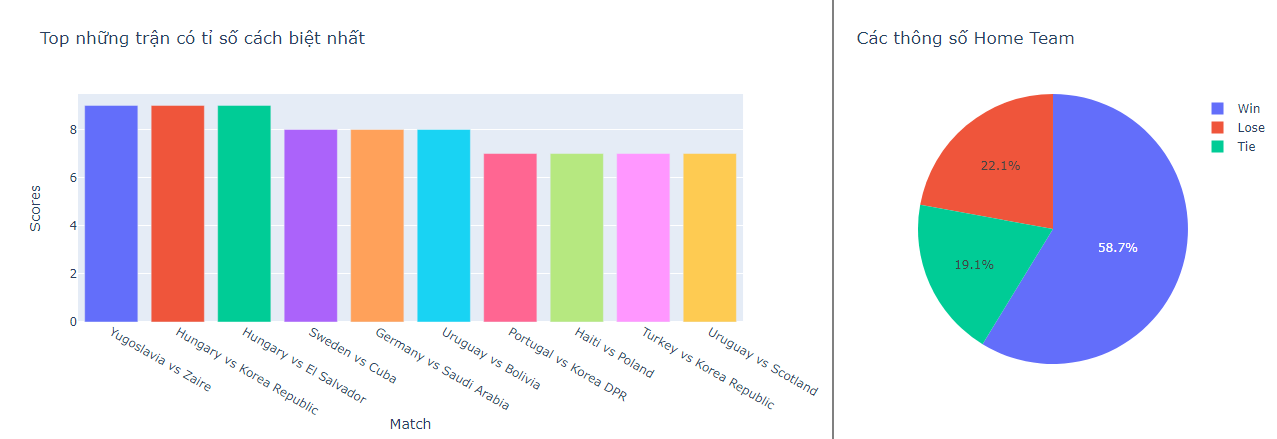 Top những trận có tỉ số cách biệt nhất
Scores
8
6
4
2
0
Yugoslavia vs Zaire
Hungary vs Korea Republic
Hungary vs El Salvador
Sweden vs Cuba
Germany vs Saudi Arabia
Uruguay vs Bolivia
Portugal vs Korea DPR
Haiti vs Poland
Turkey vs Korea Republic
Uruguay vs Scotland
Match
Các thông số Home Team
Win
Lose
Tie
22.1%
58.7%
19.1%